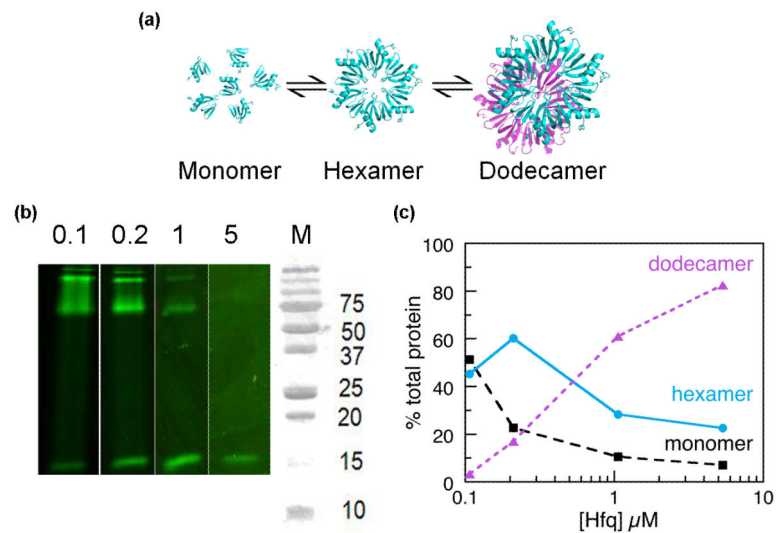 (a)
Monomer Hexamer Dodecamer
(b)
0.1 0.2 1 5 M
75
50
37
25
20
15
10
(c)
100
80
60
40
20
0
% total protein
dodecamer
hexamer
monomer
0.1 1 10
[Hfq] µM